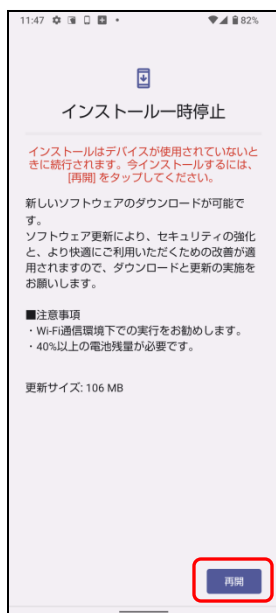 11:47
82%
インストール一時停止
インストールはデバイスが使用されていないと
きに続行されます。今インストールするには、
[再開] をタップしてください。
新しいソフトウェアのダウンロードが可能で
す。
ソフトウェア更新により、セキュリティの強化
と、より快適にご利用いただくための改善が適
用されますので、ダウンロードと更新の実施を
お願いします。
■注意事項
・Wi-Fi通信環境下での実行をお勧めします。
・40%以上の電池残量が必要です。
更新サイズ: 106 MB
再開